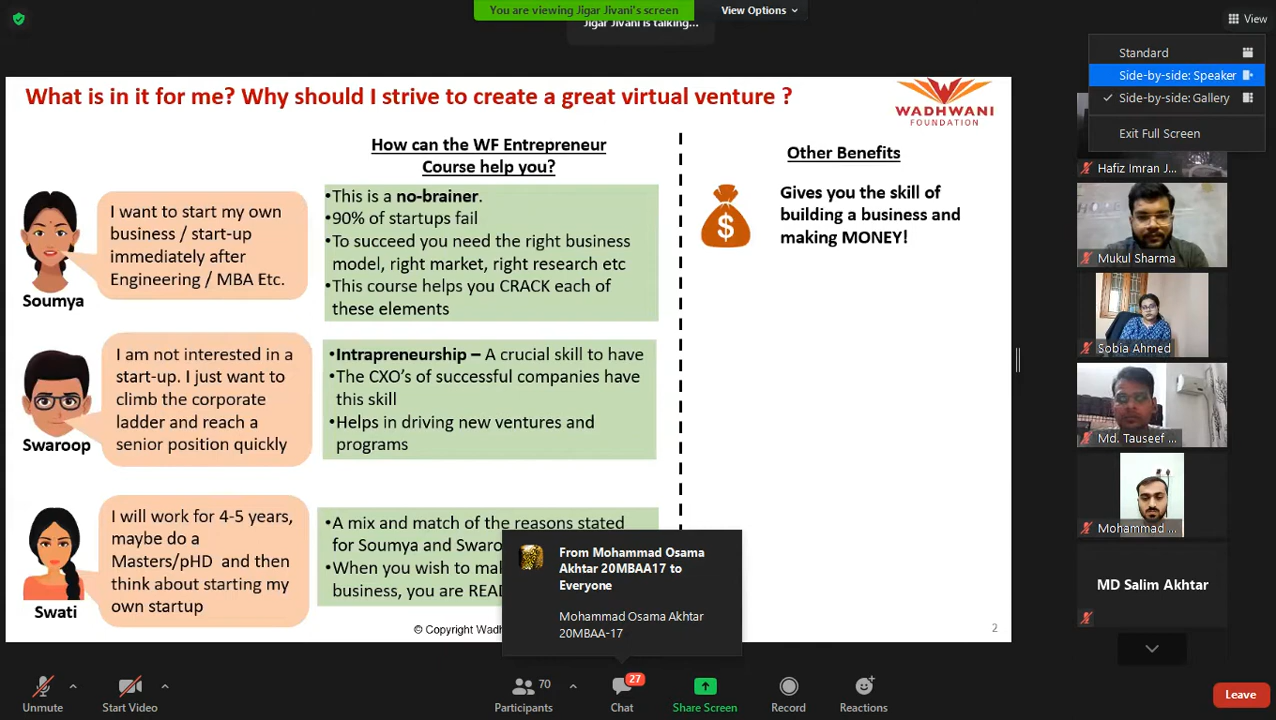 You are viewing Jigar Jivani's screen
View Options
Jigar Jivani is talking...
View
Standard
Side-by-side: Speaker
Side-by-side: Gallery
Exit Full Screen
What is in it for me? Why should I strive to create a great virtual venture ?
WADHWANI
FOUNDATION
How can the WF Entrepreneur
Course help you?
Other Benefits
I want to start my own
business / start-up
immediately after
Engineering / MBA Etc.
Soumya
•This is a no-brainer.
•90% of startups fail
•To succeed you need the right business
model, right market, right research etc
•This course helps you CRACK each of
these elements
Gives you the skill of
building a business and
making MONEY!
$
I am not interested in a
start-up. I just want to
climb the corporate
ladder and reach a
senior position quickly
Swaroop
•Intrapreneurship – A crucial skill to have
•The CXO's of successful companies have
this skill
•Helps in driving new ventures and
programs
I will work for 4-5 years,
maybe do a
Masters/pHD and then
think about starting my
own startup
Swati
•A mix and match of the reasons stated
for Soumya and
•When you wish to
business, you are
© Copyright
2
From Mohammad Osama
Akhtar 20MBAA17 to
Everyone
Mohammad Osama Akhtar
20MBAA-17
Hafiz Imran J...
Mukul Sharma
Sobia Ahmed
Md. Tauseef ...
Mohammad ...
MD Salim Akhtar
Unmute
Start Video
70
Participants
27
Chat
Share Screen
Record
Reactions
Leave